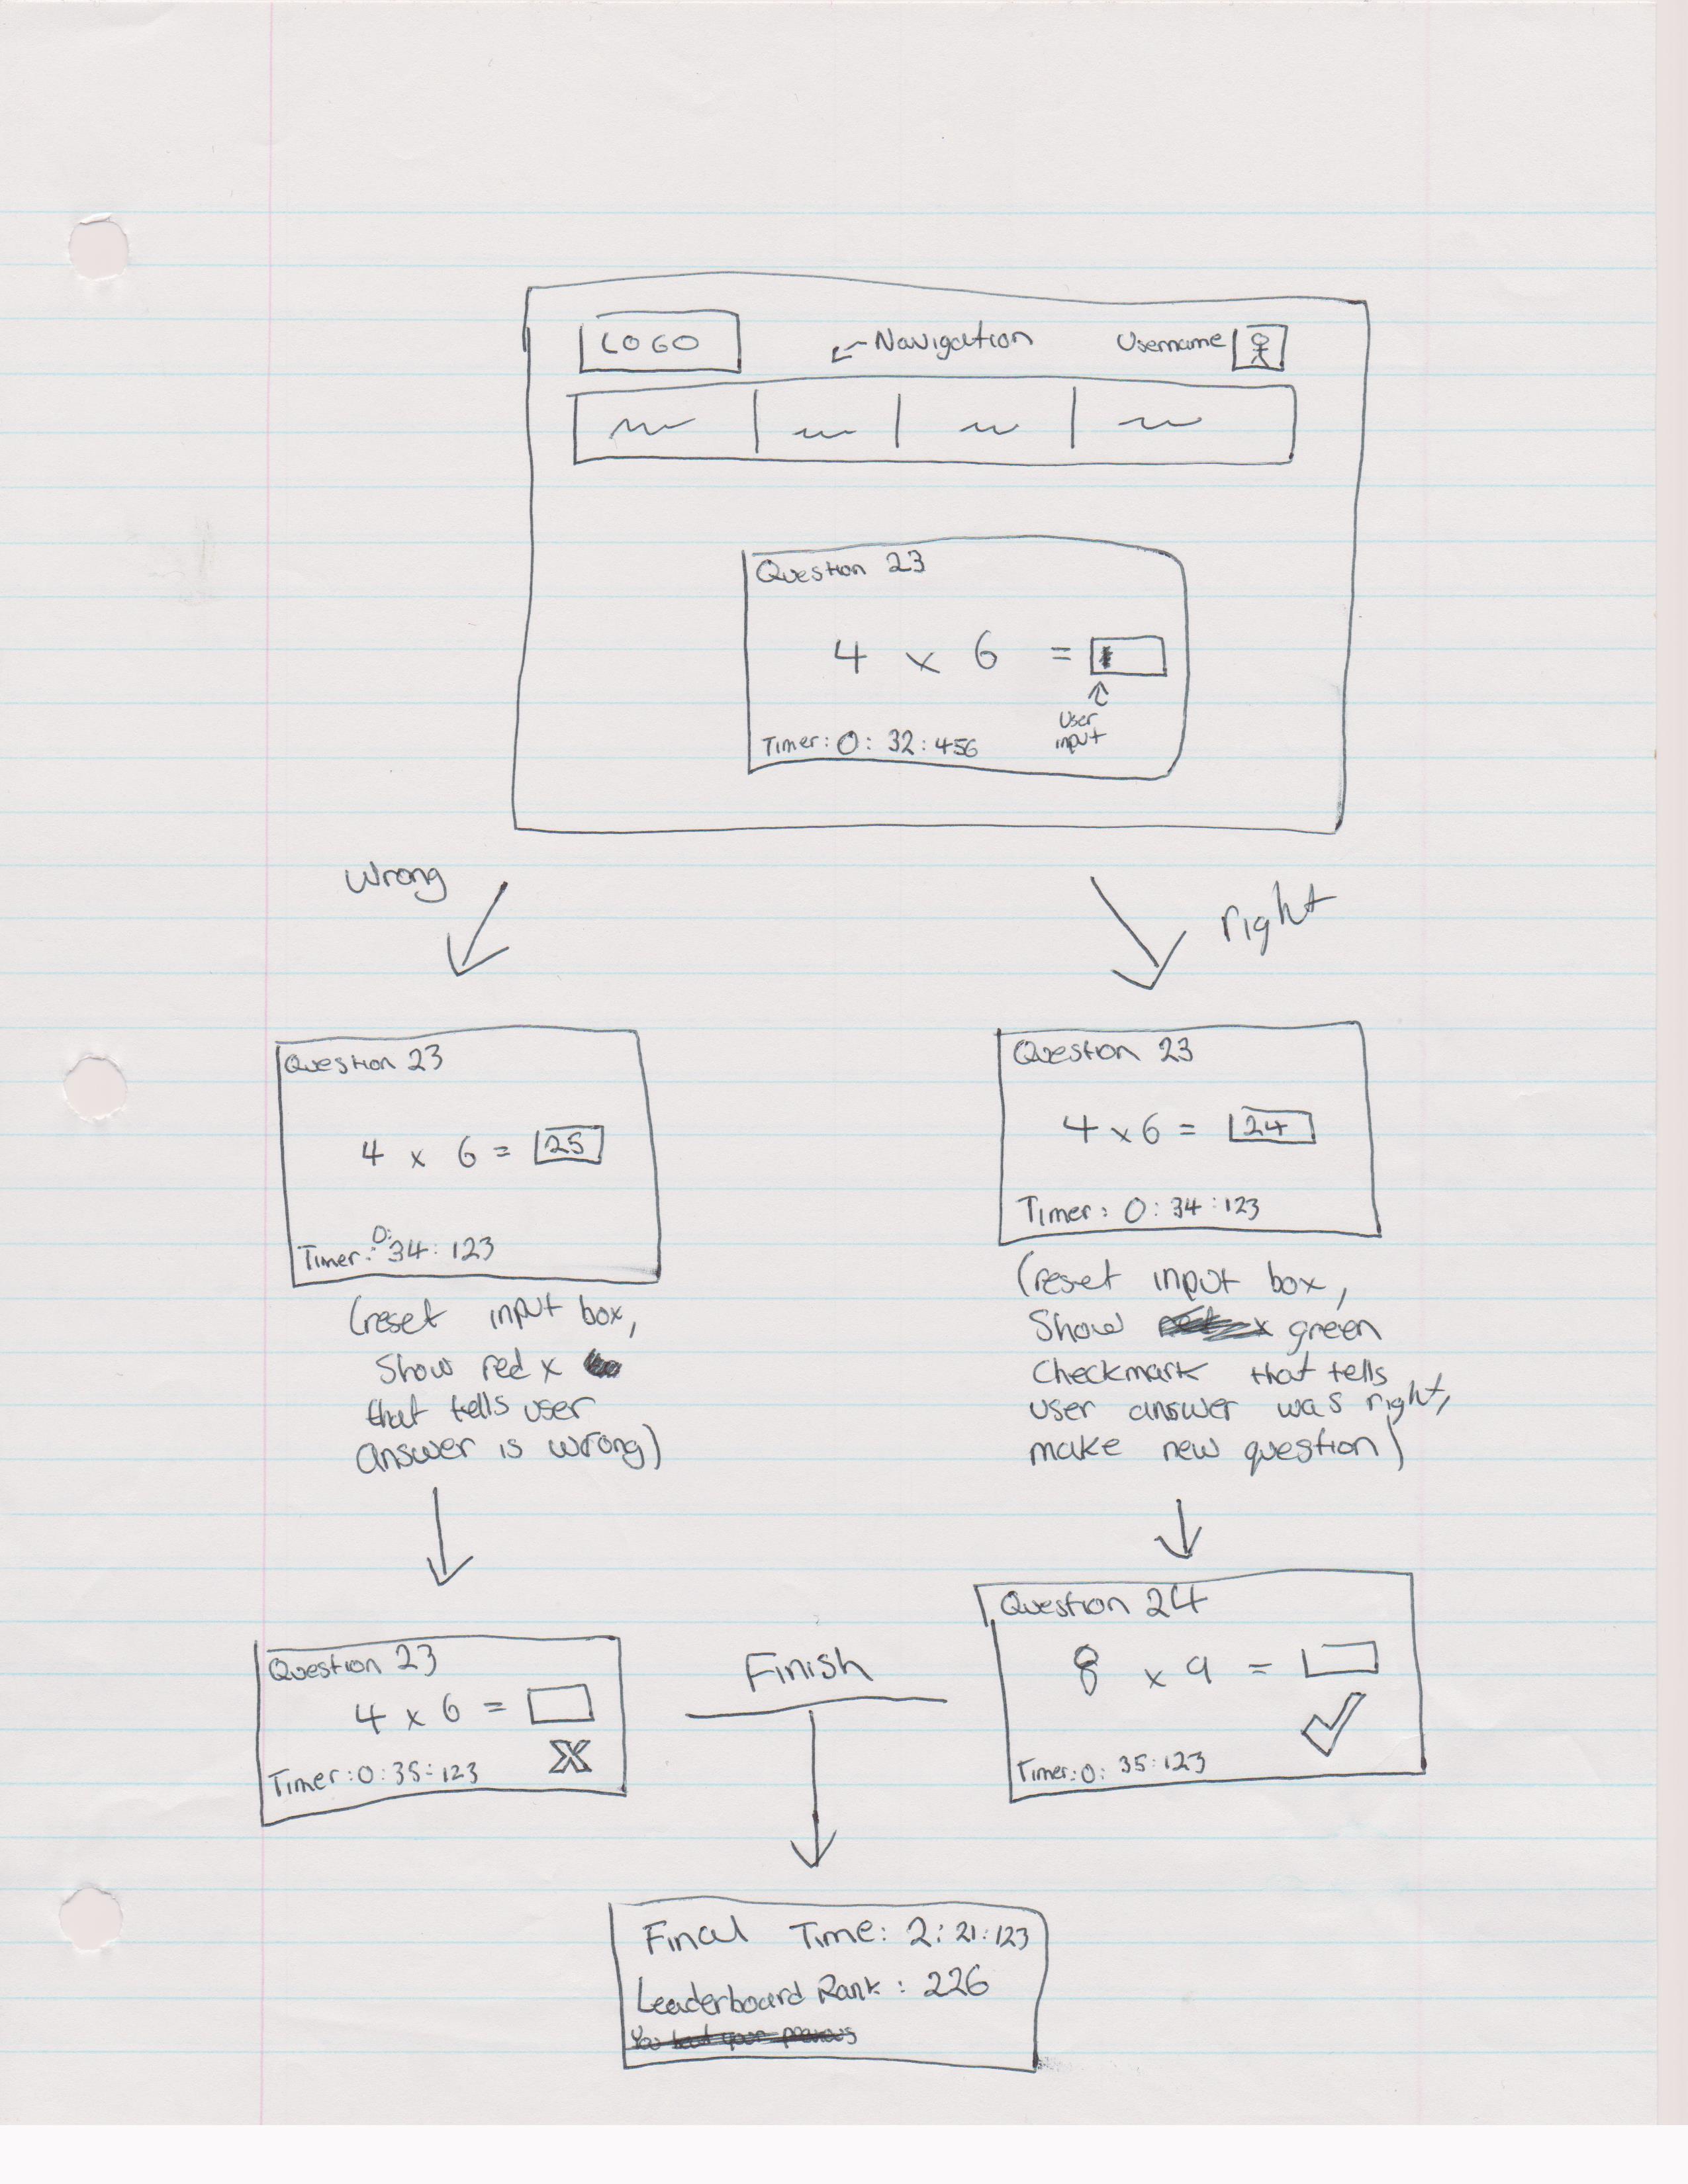 LOGO
Navigation
Username
Question 23
4 x 6 =
User
input
Timer: 0: 32: 456
Wrong
right
Question 23
4 x 6 = 25
Timer: 0: 34: 123
(reset input box,
Show red x
that tells user
answer is wrong)
Question 23
4 x 6 = 24
Timer: 0: 34: 123
(reset input box,
Show green
Checkmark that tells
user answer was right,
make new question)
Question 23
4 x 6 =
Timer: 0: 35: 123
X
Finish
Question 24
8 x 9 =
Timer: 0: 35: 123
Final Time: 2: 21: 123
Leaderboard Rank: 226
You beat your previous